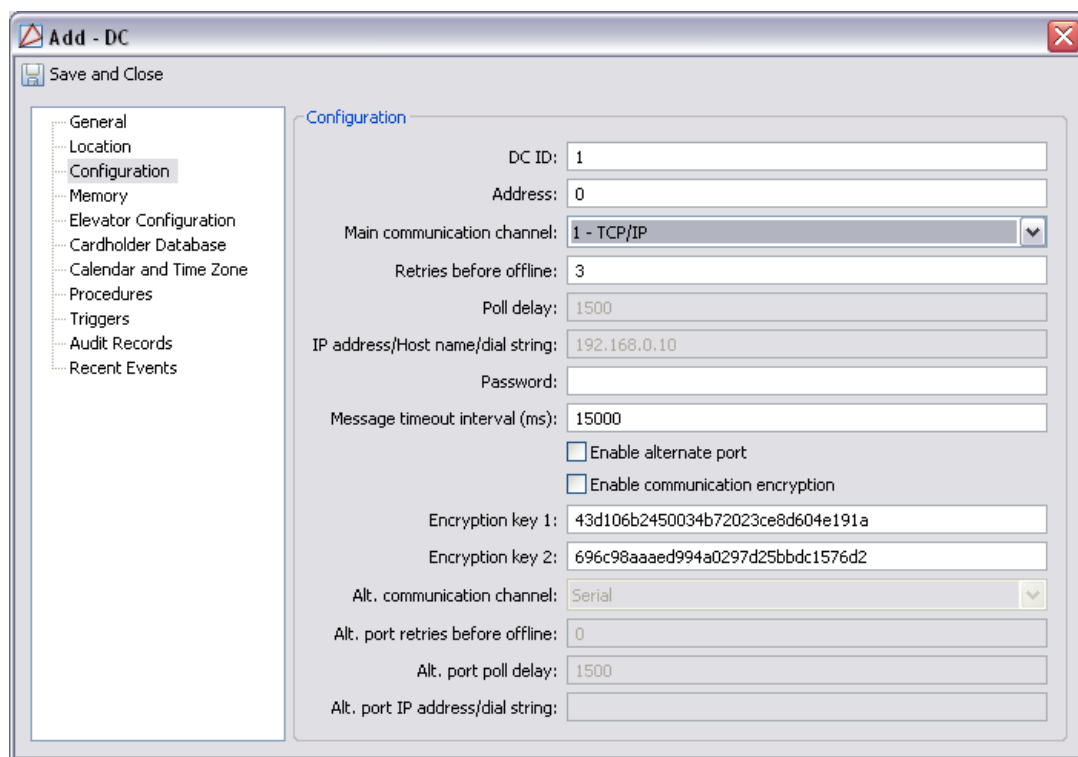 Add - DC
Save and Close
General
Location
Configuration
Memory
Elevator Configuration
Cardholder Database
Calendar and Time Zone
Procedures
Triggers
Audit Records
Recent Events
Configuration
DC ID: 1
Address: 0
Main communication channel: 1 - TCP/IP
Retries before offline: 3
Poll delay: 1500
IP address/Host name/dial string: 192.168.0.10
Password:
Message timeout interval (ms): 15000
Enable alternate port
Enable communication encryption
Encryption key 1: 43d106b2450034b72023ce8d604e191a
Encryption key 2: 696c98aaaed994a0297d25bbdc1576d2
Alt. communication channel: Serial
Alt. port retries before offline: 0
Alt. port poll delay: 1500
Alt. port IP address/dial string: